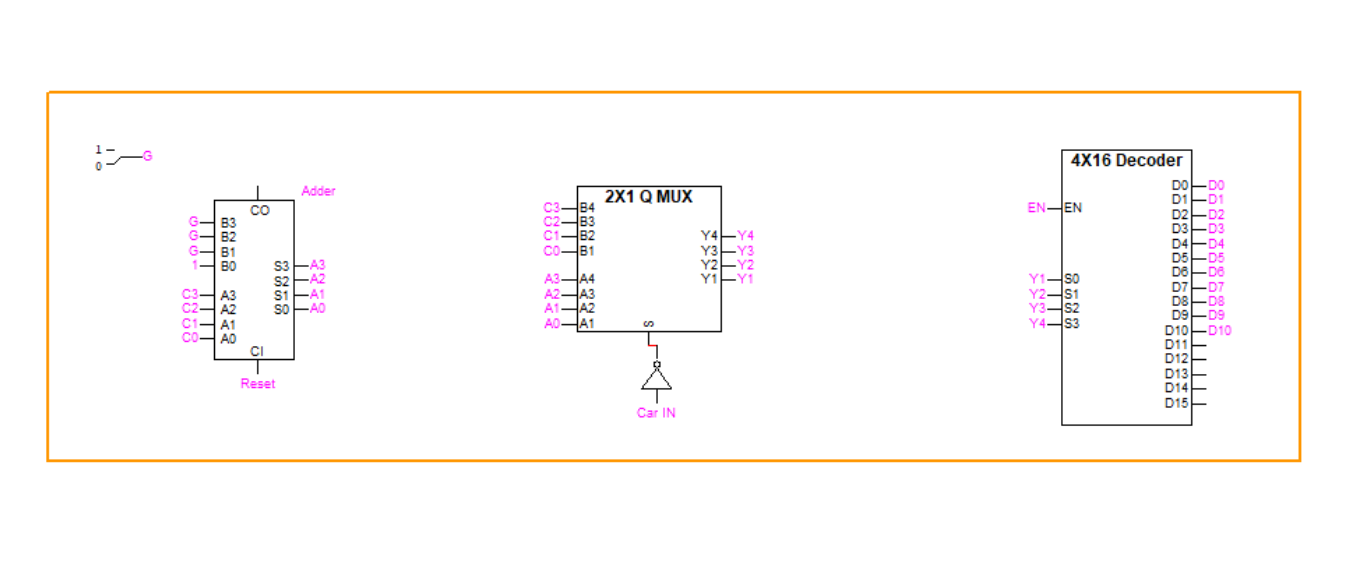 1
0
G
Adder
CO
G B3
G B2
G B1
1 B0
C3 A3
C2 A2
C1 A1
C0 A0
S3 A3
S2 A2
S1 A1
S0 A0
CI
Reset
2X1 Q MUX
C3 B4
C2 B3
C1 B2
C0 B1
A3 A4
A2 A3
A1 A2
A0 A1
Y4 Y4
Y3 Y3
Y2 Y2
Y1 Y1
S
Car IN
4X16 Decoder
EN EN
Y1 S0
Y2 S1
Y3 S2
Y4 S3
D0 D0
D1 D1
D2 D2
D3 D3
D4 D4
D5 D5
D6 D6
D7 D7
D8 D8
D9 D9
D10 D10
D11
D12
D13
D14
D15